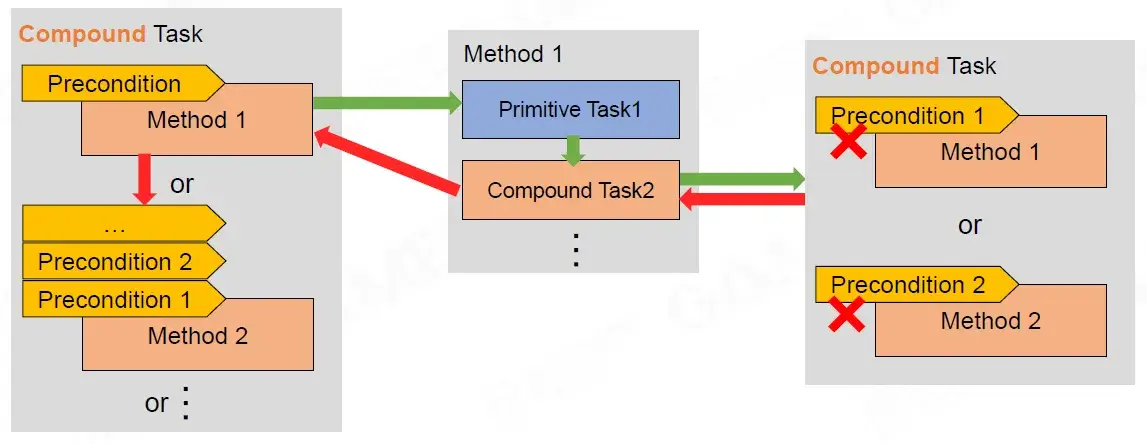 Compound Task
Precondition
Method 1
or
...
Precondition 2
Precondition 1
Method 2
or
Method 1
Primitive Task1
Compound Task2
Compound Task
Precondition 1
Method 1
or
Precondition 2
Method 2